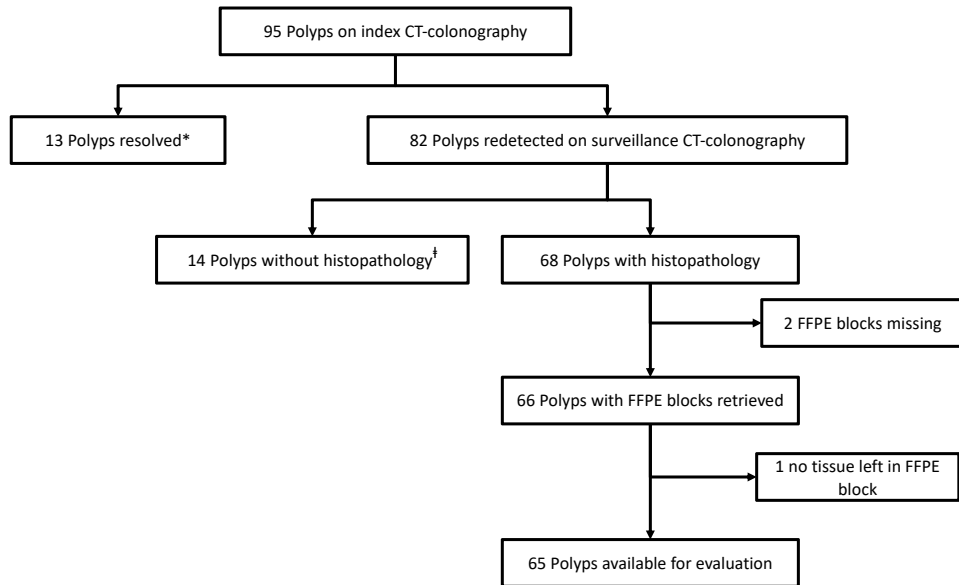 95 Polyps on index CT-colonography
13 Polyps resolved*
82 Polyps redetected on surveillance CT-colonography
14 Polyps without histopathologyǂ
68 Polyps with histopathology
2 FFPE blocks missing
66 Polyps with FFPE blocks retrieved
1 no tissue left in FFPE
block
65 Polyps available for evaluation